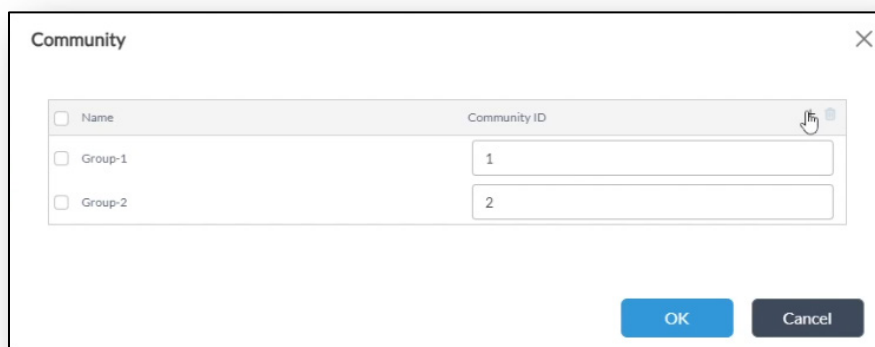 Community
Name Community ID
Group-1 1
Group-2 2
OK Cancel